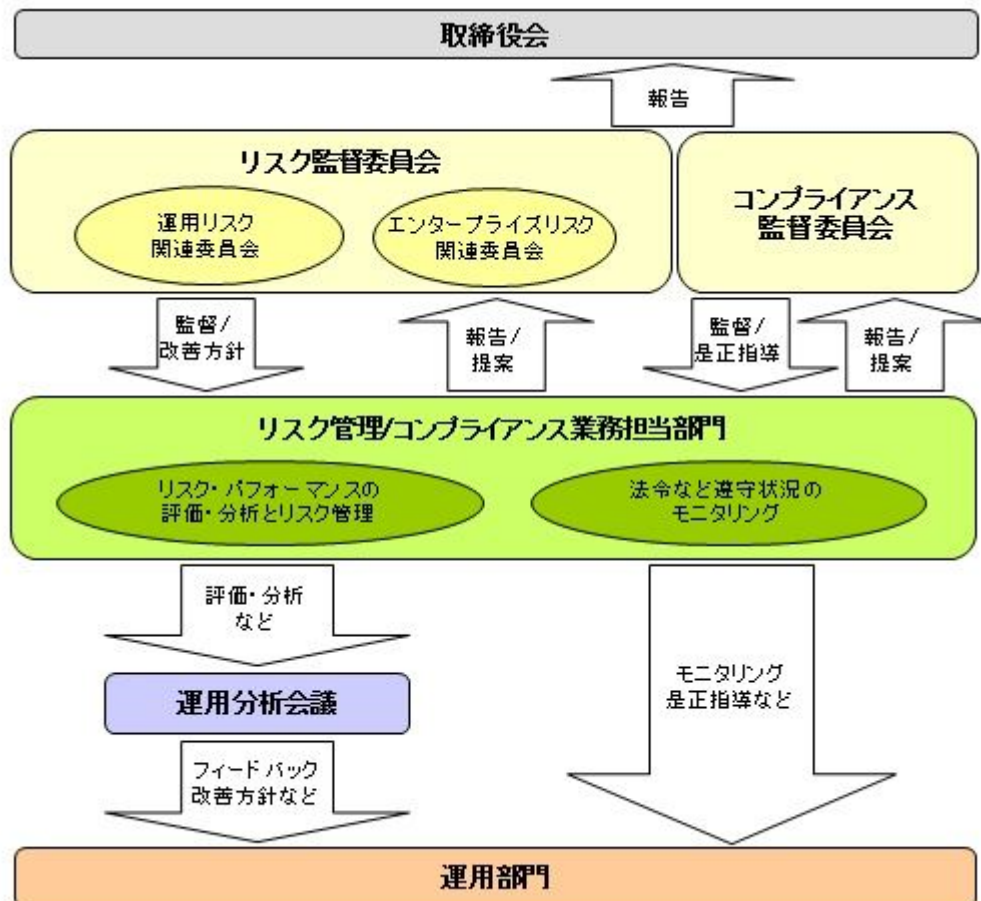 取締役会
報告
リスク監督委員会
運用リスク
関連委員会
エンタープライズリスク
関連委員会
コンプライアンス
監督委員会
監督/
改善方針
報告/
提案
監督/
是正指導
報告/
提案
リスク管理/コンプライアンス業務担当部門
リスク・パフォーマンスの
評価・分析とリスク管理
法令など遵守状況の
モニタリング
評価・分析
など
運用分析会議
モニタリング
是正指導など
フィードバック
改善方針など
運用部門